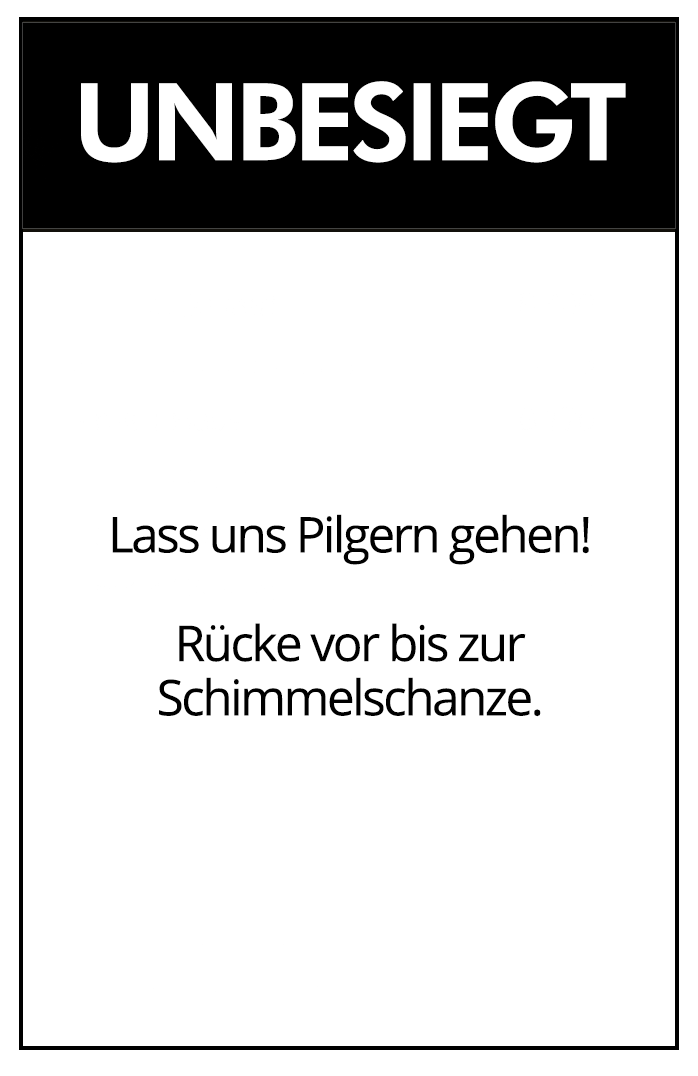 UNBESIEGT
Lass uns Pilgern gehen!
Rücke vor bis zur
Schimmelschanze.